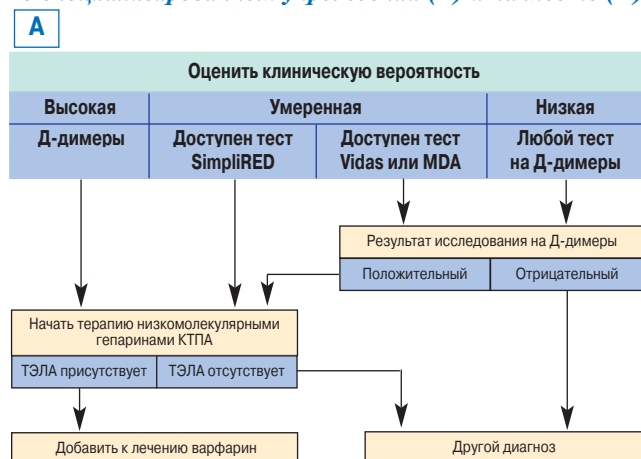 А
Оценить клиническую вероятность
Высокая Умеренная Низкая
Д-димеры Доступен тест Доступен тест Любой тест
SimpliRED Vidas или MDA на Д-димеры
Результат исследования на Д-димеры
Положительный Отрицательный
Начать терапию низкомолекулярными
гепаринами КТПА
ТЭЛА присутствует ТЭЛА отсутствует
Добавить к лечению варфарин Другой диагноз